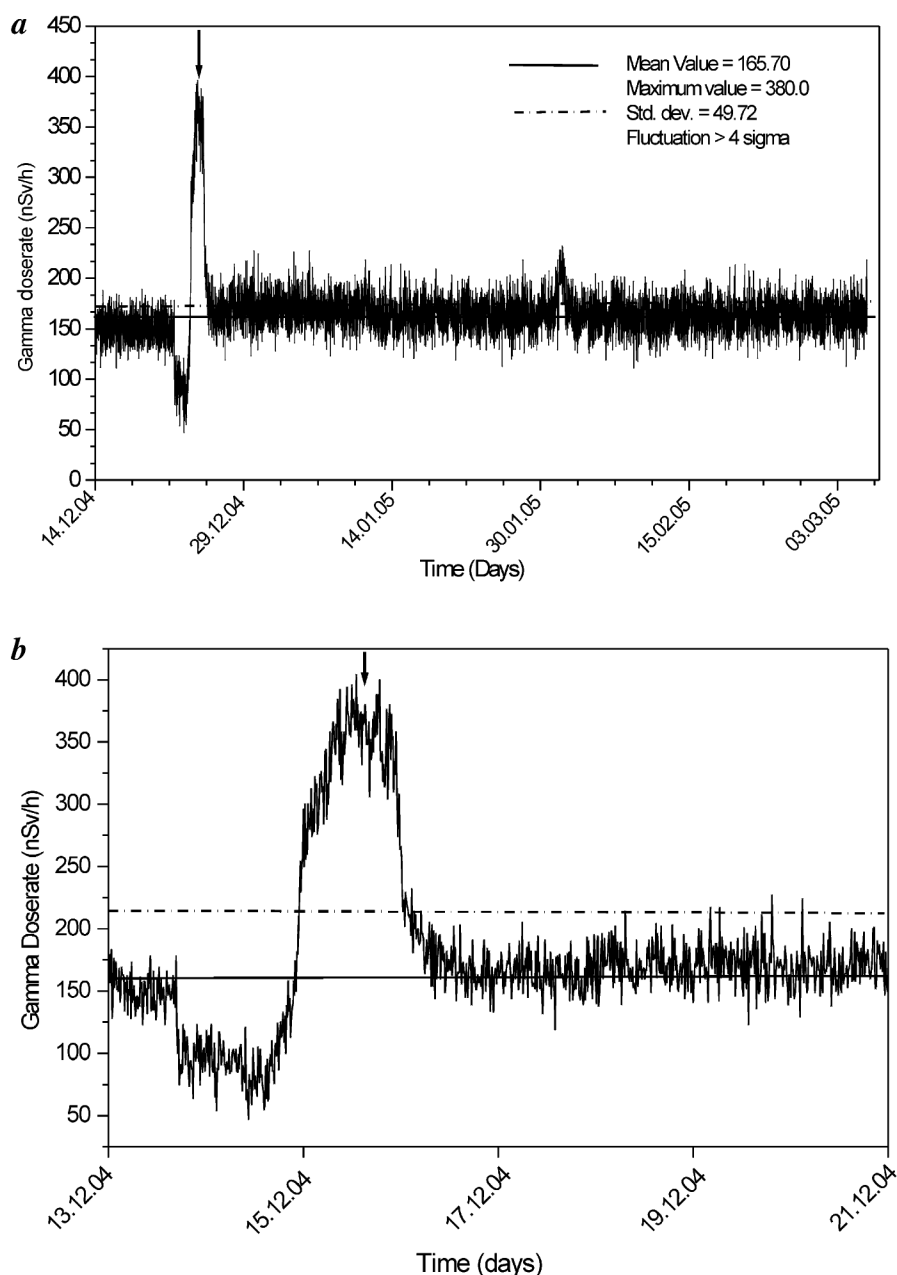 a
450
400
350
300
250
200
150
100
50
0
Gamma doserate (nSv/h)
Mean Value = 165.70
Maximum value = 380.0
Std. dev. = 49.72
Fluctuation > 4 sigma
14.12.04
29.12.04
14.01.05
30.01.05
15.02.05
03.03.05
Time (Days)
b
400
350
300
250
200
150
100
50
Gamma Doserate (nSv/h)
13.12.04
15.12.04
17.12.04
19.12.04
21.12.04
Time (days)